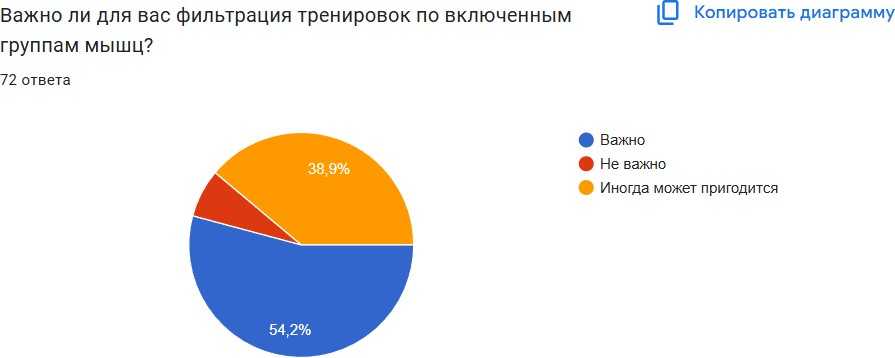 Важно ли для вас фильтрация тренировок по включенным
группам мышц?
Копировать диаграмму
72 ответа
38,9%
54,2%
Важно
Не важно
Иногда может пригодится